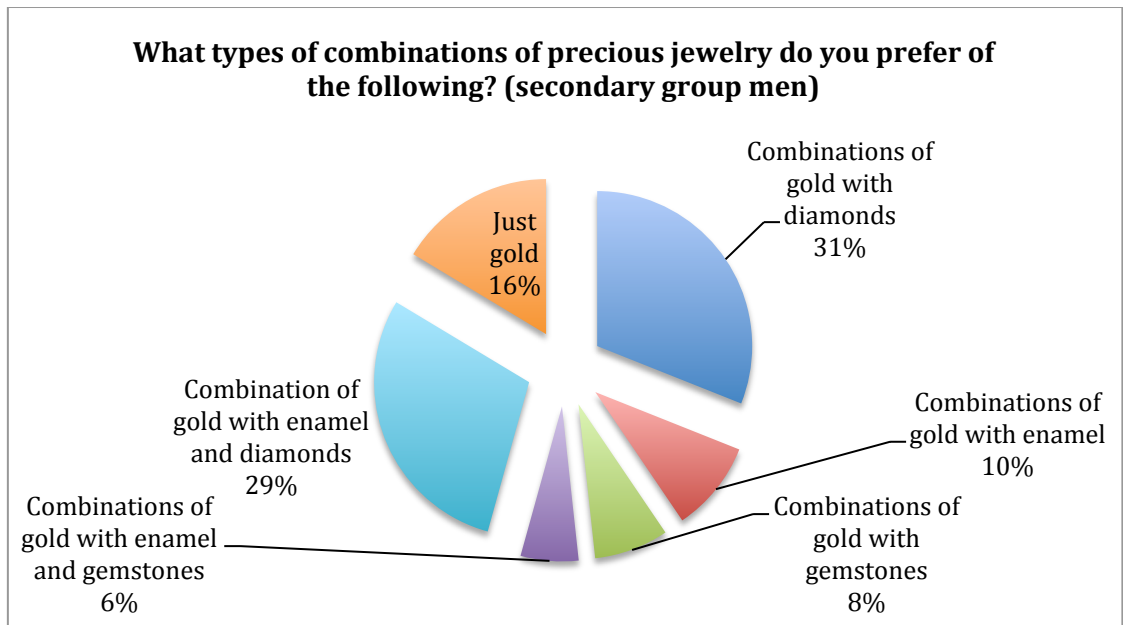 What types of combinations of precious jewelry do you prefer of
the following? (secondary group men)
Combinations of
gold with
diamonds
31%
Combinations of
gold with enamel
10%
Combinations of
gold with
gemstones
8%
Combinations of
gold with enamel
and gemstones
6%
Combination of
gold with enamel
and diamonds
29%
Just
gold
16%